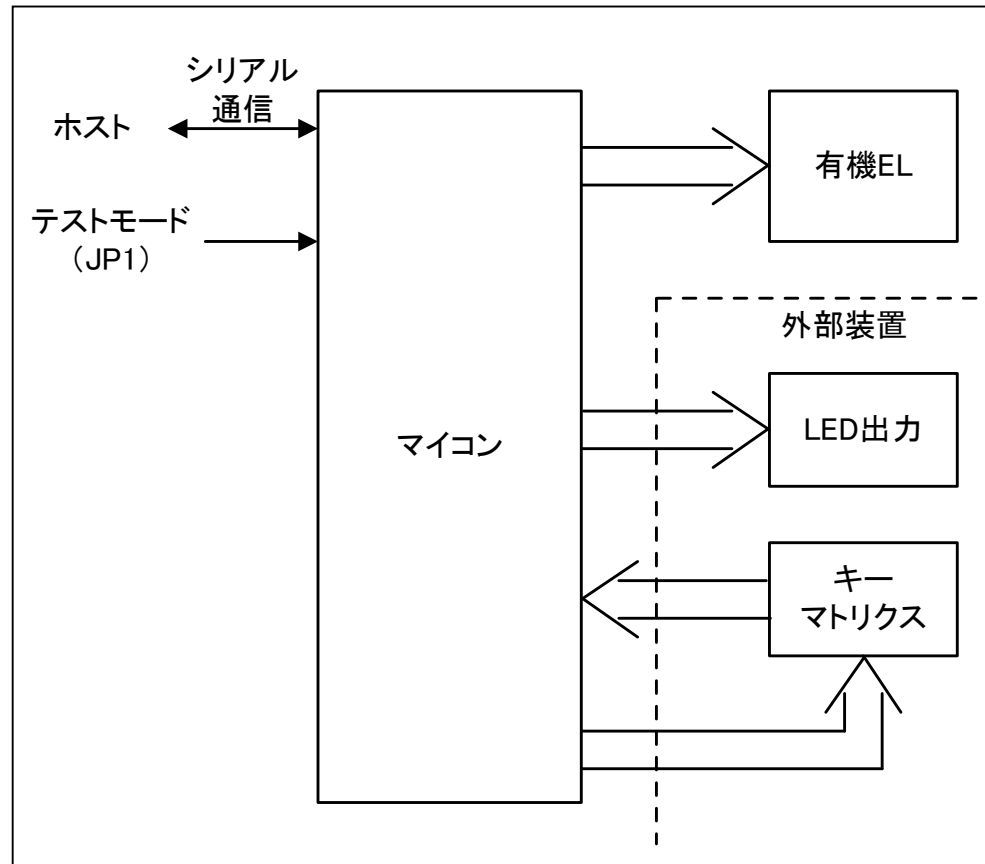 シリアル
通信
ホスト
テストモード
（JP1）
マイコン
有機EL
外部装置
LED出力
キー
マトリクス